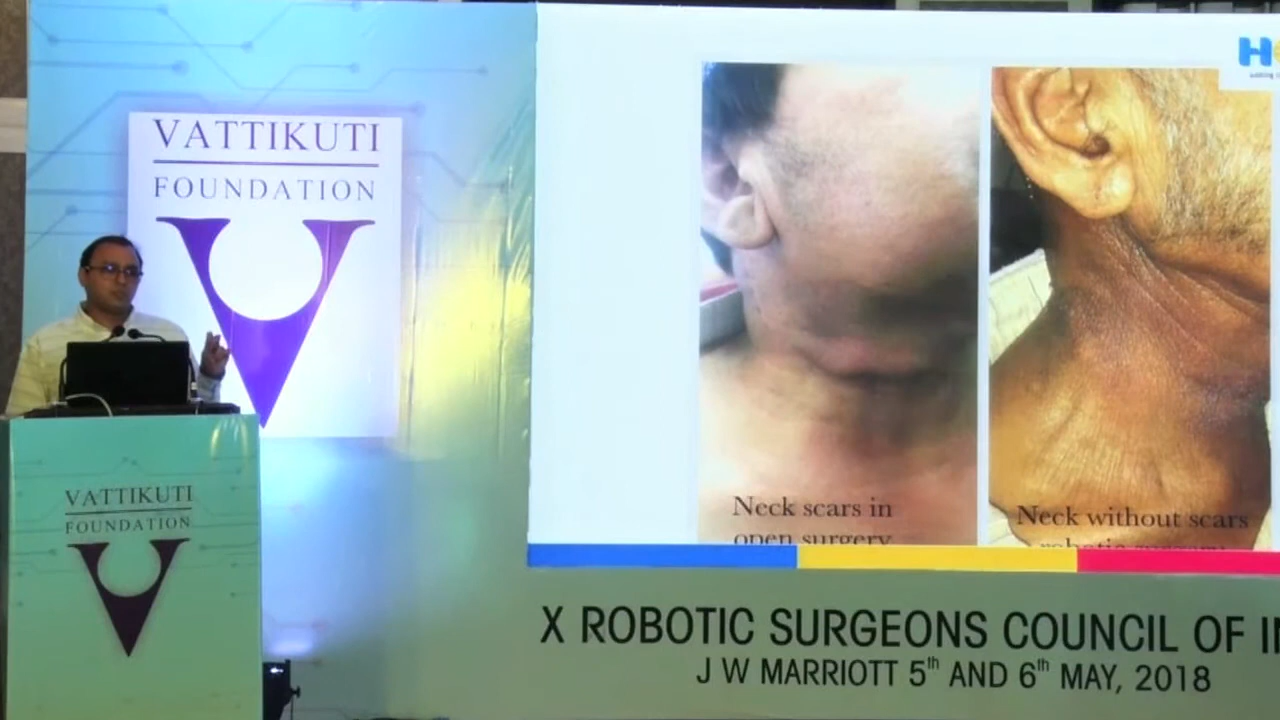 VATTIKUTI
FOUNDATION
VATTIKUTI
FOUNDATION
Neck scars in
open surgery
Neck without scars
robotic surgery
X ROBOTIC SURGEONS COUNCIL OF
J W MARRIOTT 5th AND 6th MAY, 2018